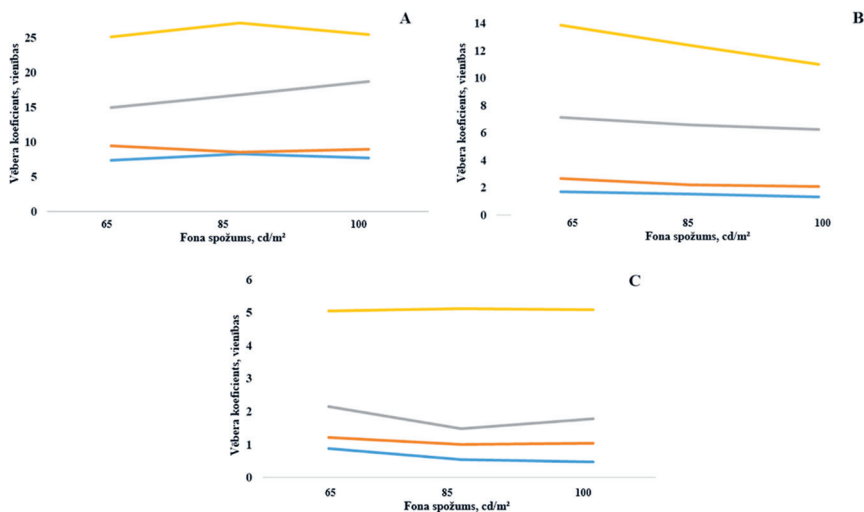 A
Vēbera koeficients, vienības
25
20
15
10
5
0
65 85 100
Fona spožums, cd/m²
B
Vēbera koeficients, vienības
14
12
10
8
6
4
2
0
65 85 100
Fona spožums, cd/m²
C
Vēbera koeficients, vienības
6
5
4
3
2
1
0
65 85 100
Fona spožums, cd/m²